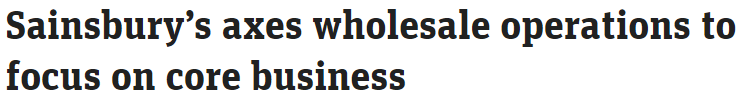 Sainsbury’s axes wholesale operations to
focus on core business